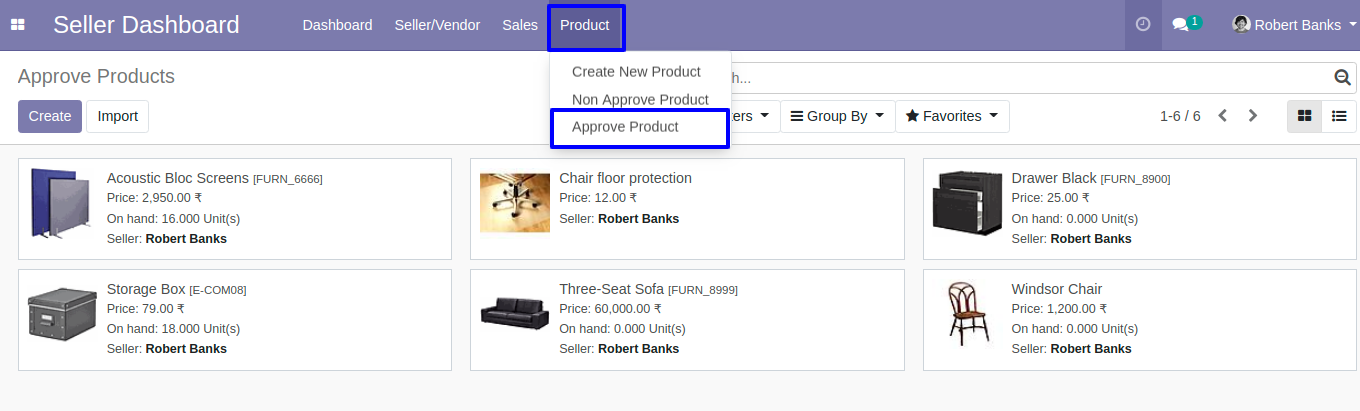 Seller Dashboard Dashboard Seller/Vendor Sales Product 1 Robert Banks
Approve Products
Create New Product
Non Approve Product
Approve Product
Create Import
Group By Favorites 1-6 / 6
Acoustic Bloc Screens [FURN_6666]
Price: 2,950.00 ₹
On hand: 16.000 Unit(s)
Seller: Robert Banks
Chair floor protection
Price: 12.00 ₹
Seller: Robert Banks
Drawer Black [FURN_8900]
Price: 25.00 ₹
On hand: 0.000 Unit(s)
Seller: Robert Banks
Storage Box [E-COM08]
Price: 79.00 ₹
On hand: 18.000 Unit(s)
Seller: Robert Banks
Three-Seat Sofa [FURN_8999]
Price: 60,000.00 ₹
On hand: 0.000 Unit(s)
Seller: Robert Banks
Windsor Chair
Price: 1,200.00 ₹
On hand: 0.000 Unit(s)
Seller: Robert Banks